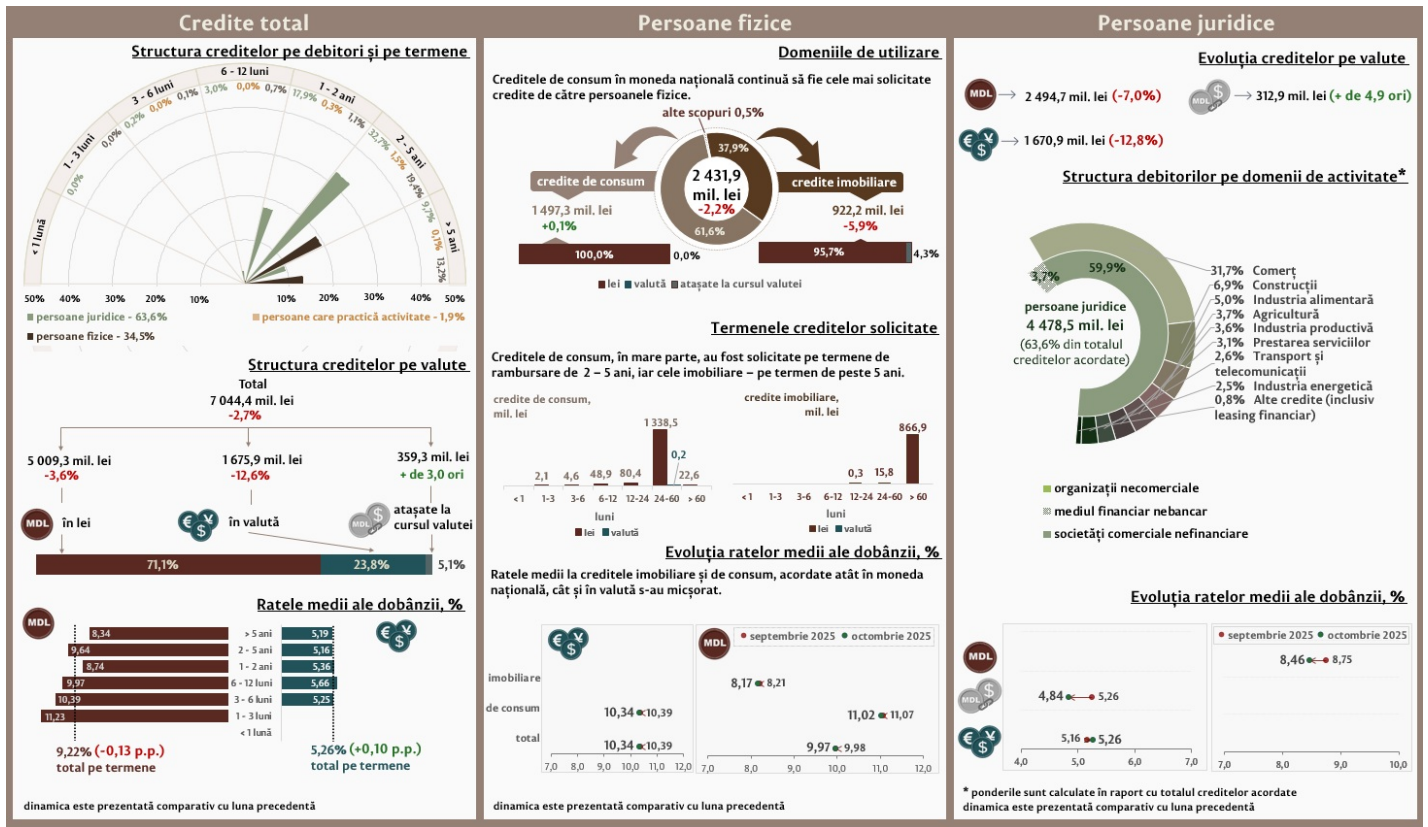 Credite total
Structura creditelor pe debitori și pe termene
< 1 lună
1 - 3 luni
3 - 6 luni
6 - 12 luni
1 - 2 ani
2 - 5 ani
> 5 ani
0,0%
0,0%
0,2%
0,0%
0,1%
3,0%
0,0%
0,7%
17,9%
0,3%
1,1%
32,7%
1,5%
19,4%
9,7%
0,1%
13,2%
50% 40% 30% 20% 10% 10% 20% 30% 40% 50%
persoane juridice - 63,6%
persoane care practică activitate - 1,9%
persoane fizice - 34,5%
Structura creditelor pe valute
Total
7 044,4 mil. lei
-2,7%
5 009,3 mil. lei
-3,6%
1 675,9 mil. lei
-12,6%
359,3 mil. lei
+ de 3,0 ori
MDL în lei
€ ¥ $ în valută
MDL $ atașate la
cursul valutei
71,1% 23,8% 5,1%
Ratele medii ale dobânzii, %
MDL
€ ¥ $
8,34 > 5 ani 5,19
9,64 2 - 5 ani 5,16
8,74 1 - 2 ani 5,36
9,97 6 - 12 luni 5,66
10,39 3 - 6 luni 5,25
11,23 1 - 3 luni
< 1 lună
9,22% (-0,13 p.p.)
total pe termene
5,26% (+0,10 p.p.)
total pe termene
dinamica este prezentată comparativ cu luna precedentă
Persoane fizice
Domeniile de utilizare
Creditele de consum în moneda națională continuă să fie cele mai solicitate
credite de către persoanele fizice.
alte scopuri 0,5%
37,9%
2 431,9
mil. lei
-2,2%
61,6%
credite de consum
1 497,3 mil. lei
+0,1%
credite imobiliare
922,2 mil. lei
-5,9%
100,0% 0,0%
95,7% 4,3%
lei valută atașate la cursul valutei
Termenele creditelor solicitate
Creditele de consum, în mare parte, au fost solicitate pe termene de
rambursare de 2 – 5 ani, iar cele imobiliare – pe termen de peste 5 ani.
credite de consum,
mil. lei
1 338,5
0,2
2,1 4,6 48,9 80,4 22,6
< 1 1-3 3-6 6-12 12-24 24-60 > 60
luni
lei valută
credite imobiliare,
mil. lei
866,9
0,3 15,8
< 1 1-3 3-6 6-12 12-24 24-60 > 60
luni
lei valută
Evoluția ratelor medii ale dobânzii, %
Ratele medii la creditele imobiliare și de consum, acordate atât în moneda
națională, cât și în valută s-au micșorat.
€ ¥ $
MDL
septembrie 2025 octombrie 2025
imobiliare
8,17 8,21
de consum
10,34 10,39
11,02 11,07
total
10,34 10,39
9,97 9,98
7,0 8,0 9,0 10,0 11,0 12,0
7,0 8,0 9,0 10,0 11,0 12,0
dinamica este prezentată comparativ cu luna precedentă
Persoane juridice
Evoluția creditelor pe valute
MDL 2 494,7 mil. lei (-7,0%)
MDL $ 312,9 mil. lei (+ de 4,9 ori)
€ ¥ $ 1 670,9 mil. lei (-12,8%)
Structura debitorilor pe domenii de activitate*
3,7%
59,9%
persoane juridice
4 478,5 mil. lei
(63,6% din totalul
creditelor acordate)
31,7% Comerț
6,9% Construcții
5,0% Industria alimentară
3,7% Agricultură
3,6% Industria productivă
3,1% Prestarea serviciilor
2,6% Transport și
telecomunicații
2,5% Industria energetică
0,8% Alte credite (inclusiv
leasing financiar)
organizații necomerciale
mediul financiar nebancar
societăți comerciale nefinanciare
Evoluția ratelor medii ale dobânzii, %
septembrie 2025 octombrie 2025
MDL
8,46 8,75
MDL $
4,84 5,26
€ ¥ $
5,16 5,26
4,0 5,0 6,0 7,0
7,0 8,0 9,0 10,0
* ponderile sunt calculate în raport cu totalul creditelor acordate
dinamica este prezentată comparativ cu luna precedentă